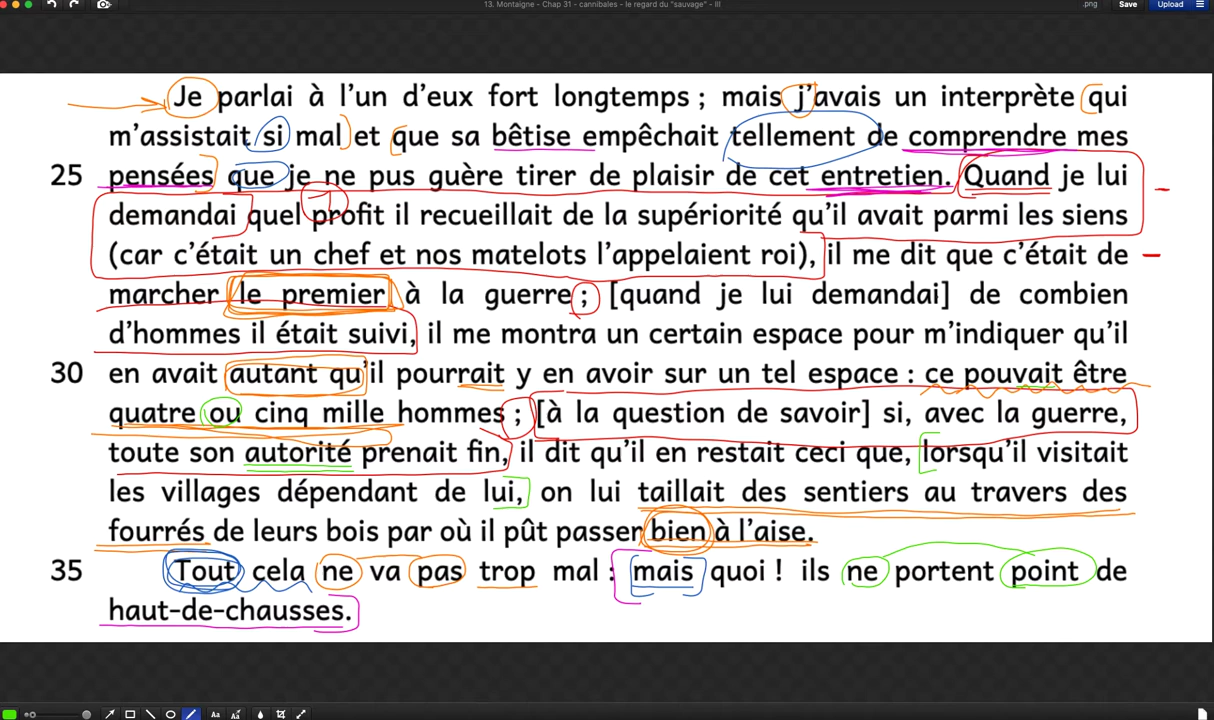 13. Montaigne - Chap 31 - cannibales - le regard du "sauvage" - III
.png Save Upload
Je parlai à l'un d'eux fort longtemps ; mais j'avais un interprète qui
m'assistait si mal et que sa bêtise empêchait tellement de comprendre mes
25 pensées que je ne pus guère tirer de plaisir de cet entretien. Quand je lui
demandai quel profit il recueillait de la supériorité qu'il avait parmi les siens
(car c'était un chef et nos matelots l'appelaient roi), il me dit que c'était de
marcher le premier à la guerre ; [quand je lui demandai] de combien
d'hommes il était suivi, il me montra un certain espace pour m'indiquer qu'il
30 en avait autant qu'il pourrait y en avoir sur un tel espace : ce pouvait être
quatre ou cinq mille hommes ; [à la question de savoir] si, avec la guerre,
toute son autorité prenait fin, il dit qu'il en restait ceci que, lorsqu'il visitait
les villages dépendant de lui, on lui taillait des sentiers au travers des
fourrés de leurs bois par où il pût passer bien à l'aise.
35 Tout cela ne va pas trop mal : mais quoi ! ils ne portent point de
haut-de-chausses.
Aa Aa